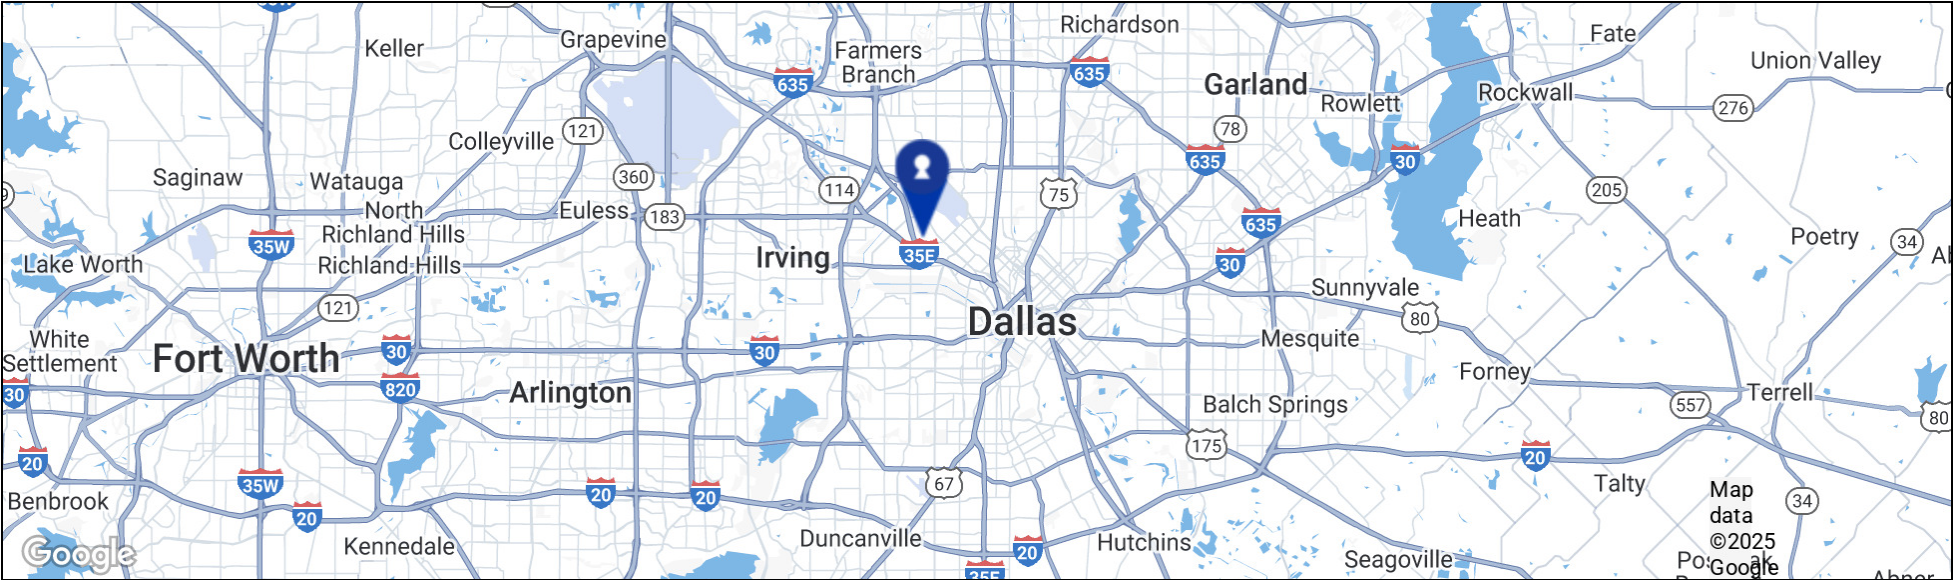 Richardson
Fate
Keller
Grapevine
Farmers
Branch
Union Valley
635
635
Garland
Rowlett
Rockwall
276
121
78
Colleyville
635
30
Saginaw
Watauga
360
114
75
205
North
Richland Hills
Euless
183
635
Heath
35W
Irving
35E
30
Poetry
34
Lake Worth
Richland Hills
Sunnyvale
121
Dallas
80
White
Settlement
Fort Worth
30
30
Mesquite
820
Forney
30
Arlington
Balch Springs
557
Terrell
80
175
20
20
35W
20
20
67
Talty
Map
data
©2025
Google
34
Benbrook
20
Kennedale
Duncanville
20
Hutchins
Seagoville
Google